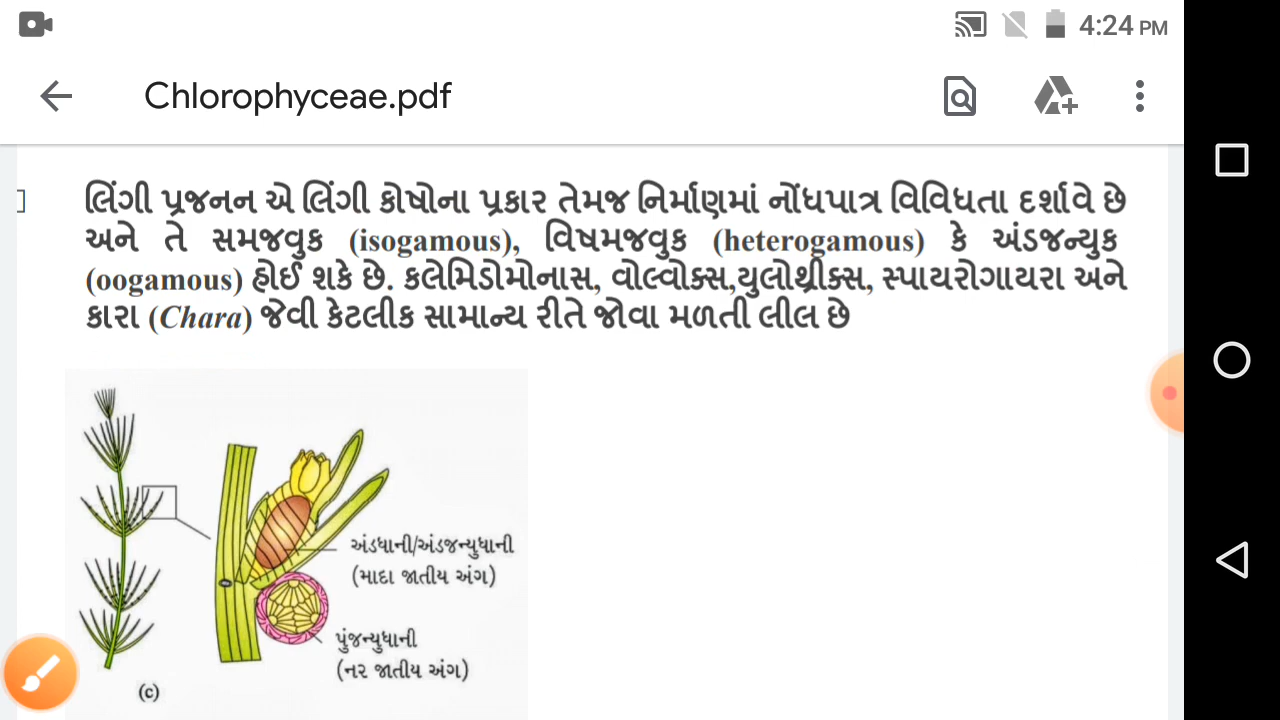 4:24 PM
Chlorophyceae.pdf
લિંગી પ્રજનન એ લિંગી કોષોના પ્રકાર તેમજ નિર્માણમાં નોંધપાત્ર વિવિધતા દર્શાવે છે
અને તે સમજવુક (isogamous), વિષમજવુક (heterogamous) કે અંડજન્યુક
(oogamous) હોઈ શકે છે. કલેમિડોમોનાસ, વોલ્વોક્સ,યુલોથ્રીક્સ, સ્પાયરોગાયરા અને
કારા (Chara) જેવી કેટલીક સામાન્ય રીતે જોવા મળતી લીલ છે
અંડધાની/અંડજન્યુધાની
(માદા જાતીય અંગ)
પુંજન્યુધાની
(નર જાતીય અંગ)
(c)